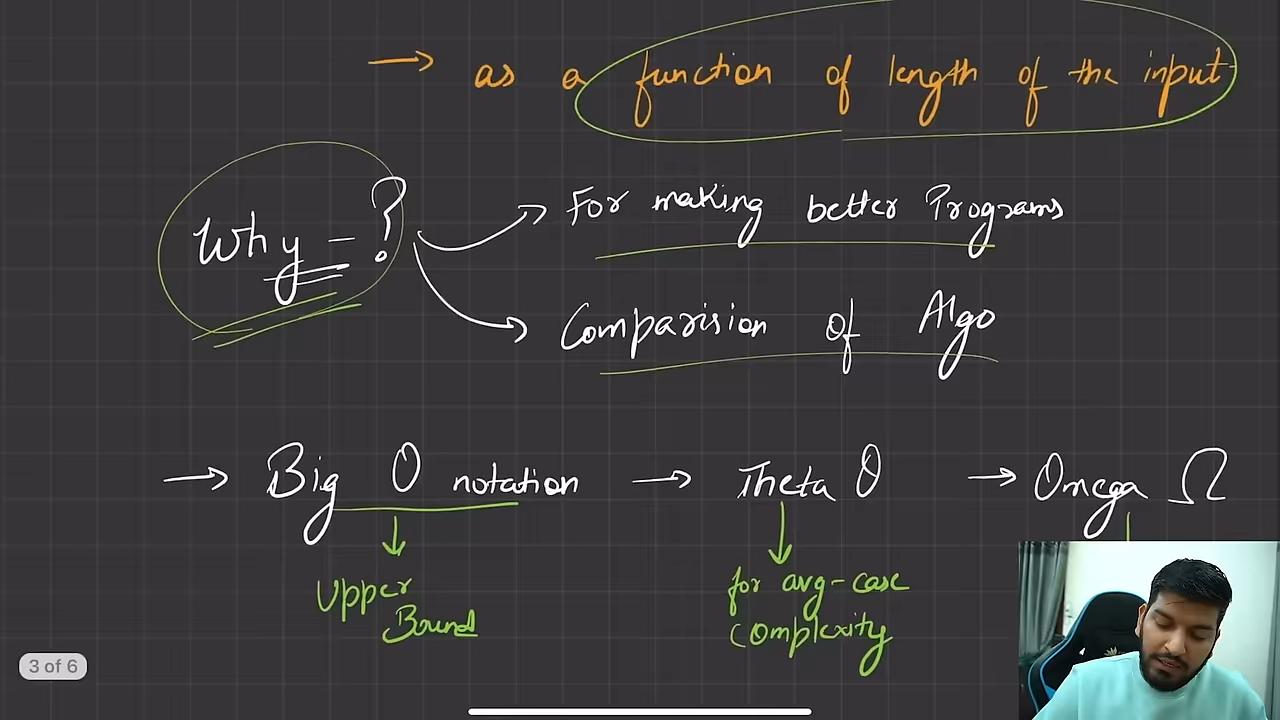 → as a function of length of the input
Why - ?
→ For making better Programs
→ Comparision of Algo
→ Big O notation → Theta θ → Omega Ω
Upper
Bound
for avg-case
complexity
3 of 6